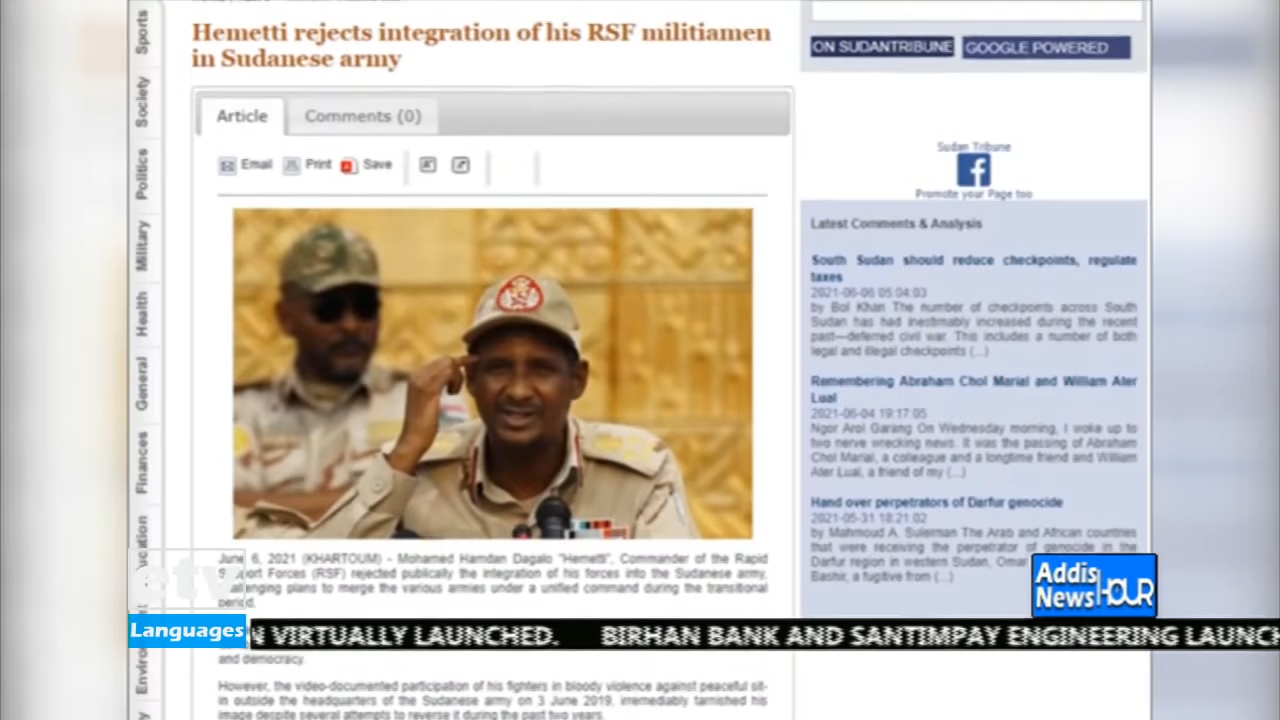 Hemetti rejects integration of his RSF militiamen
in Sudanese army
Article
Comments (0)
Email
Print
Save
June 6, 2021 (KHARTOUM) - Mohamed Hamdan Dagalo "Hemetti", Commander of the Rapid
Support Forces (RSF) rejected publically the integration of his forces into the Sudanese army,
challenging plans to merge the various armies under a unified command during the transitional
period.
and democracy.
However, the video-documented participation of his fighters in bloody violence against peaceful sit-
in outside the headquarters of the Sudanese army on 3 June 2019, irremediably tarnished his
image despite several attempts to reverse it during the past two years.
Sports
Society
Politics
Military
Health
General
Finances
ON SUDANTRIBUNE
GOOGLE POWERED
Sudan Tribune
Promote your Page too
Latest Comments & Analysis
South Sudan should reduce checkpoints, regulate
taxes
2021-06-06 05:04:03
by Bol Khan The number of checkpoints across South
Sudan has had inestimably increased during the recent
past—deferred civil war. This includes a number of both
legal and illegal checkpoints (...)
Remembering Abraham Chol Marial and William Ater
Lual
2021-06-04 19:17:05
Ngor Arol Garang On Wednesday morning, I woke up to
two nerve wrecking news. It was the passing of Abraham
Chol Marial, a colleague and a longtime friend and William
Ater Lual, a friend of my (...)
Hand over perpetrators of Darfur genocide
2021-05-31 18:21:02
by Mahmoud A. Suleiman The Arab and African countries
that were receiving the perpetrator of genocide in the
Darfur region in western Sudan, Omar
Bashir, a fugitive from (...)
etv
Languages
Addis
News HOUR
N VIRTUALLY LAUNCHED. BIRHAN BANK AND SANTIMPAY ENGINEERING LAUNCH